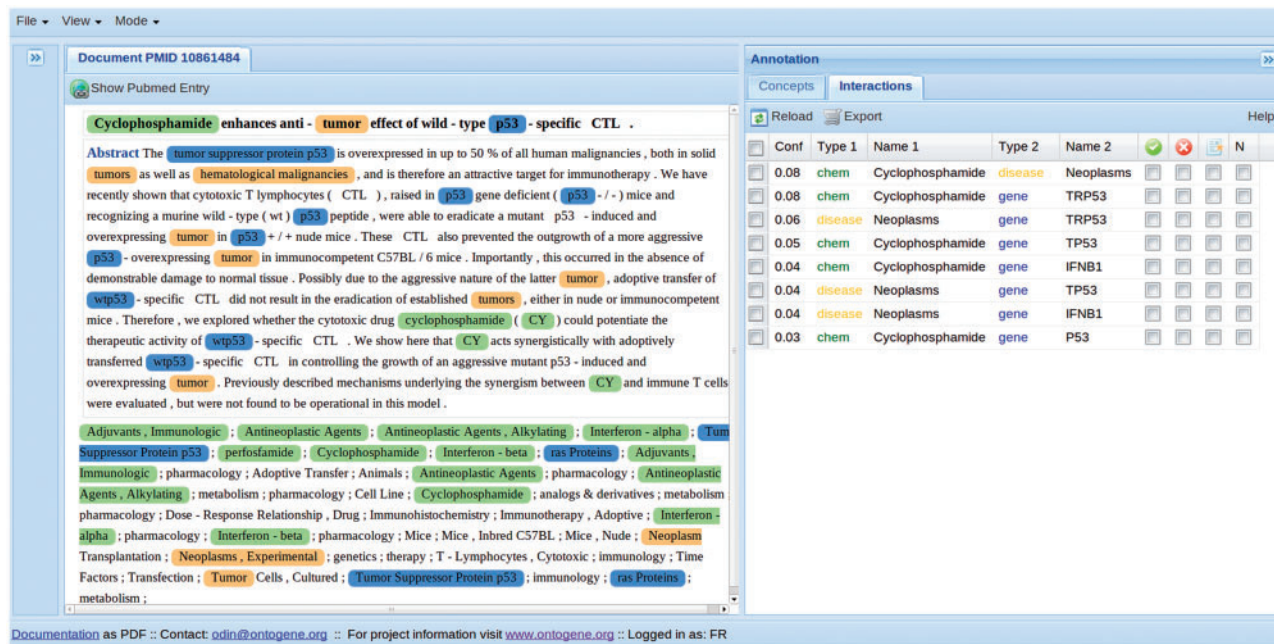 File View Mode
Document PMID 10861484
Show Pubmed Entry
Cyclophosphamide enhances anti - tumor effect of wild - type p53 - specific CTL .
Abstract The tumor suppressor protein p53 is overexpressed in up to 50 % of all human malignancies , both in solid
tumors as well as hematological malignancies , and is therefore an attractive target for immunotherapy . We have
recently shown that cytotoxic T lymphocytes ( CTL ) , raised in p53 gene deficient ( p53 - / - ) mice and
recognizing a murine wild - type ( wt ) p53 peptide , were able to eradicate a mutant p53 - induced and
overexpressing tumor in p53 + / + nude mice . These CTL also prevented the outgrowth of a more aggressive
p53 - overexpressing tumor in immunocompetent C57BL / 6 mice . Importantly , this occurred in the absence of
demonstrable damage to normal tissue . Possibly due to the aggressive nature of the latter tumor , adoptive transfer of
wtp53 - specific CTL did not result in the eradication of established tumors , either in nude or immunocompetent
mice . Therefore , we explored whether the cytotoxic drug cyclophosphamide ( CY ) could potentiate the
therapeutic activity of wtp53 - specific CTL . We show here that CY acts synergistically with adoptively
transferred wtp53 - specific CTL in controlling the growth of an aggressive mutant p53 - induced and
overexpressing tumor . Previously described mechanisms underlying the synergism between CY and immune T cells
were evaluated , but were not found to be operational in this model .
Adjuvants , Immunologic ; Antineoplastic Agents ; Antineoplastic Agents , Alkylating ; Interferon - alpha ; Tum
Suppressor Protein p53 ; perfosfamide ; Cyclophosphamide ; Interferon - beta ; ras Proteins ; Adjuvants ,
Immunologic ; pharmacology ; Adoptive Transfer ; Animals ; Antineoplastic Agents ; pharmacology ; Antineoplastic
Agents , Alkylating ; metabolism ; pharmacology ; Cell Line ; Cyclophosphamide ; analogs & derivatives ; metabolism
pharmacology ; Dose - Response Relationship , Drug ; Immunohistochemistry ; Immunotherapy , Adoptive ; Interferon -
alpha ; pharmacology ; Interferon - beta ; pharmacology ; Mice ; Mice , Inbred C57BL ; Mice , Nude ; Neoplasm
Transplantation ; Neoplasms , Experimental ; genetics ; therapy ; T - Lymphocytes , Cytotoxic ; immunology ; Time
Factors ; Transfection ; Tumor Cells , Cultured ; Tumor Suppressor Protein p53 ; immunology ; ras Proteins ;
metabolism ;
Annotation
Concepts Interactions
Reload Export Help
Conf Type 1 Name 1 Type 2 Name 2 N
0.08 chem Cyclophosphamide disease Neoplasms
0.08 chem Cyclophosphamide gene TRP53
0.06 disease Neoplasms gene TRP53
0.05 chem Cyclophosphamide gene TP53
0.04 chem Cyclophosphamide gene IFNB1
0.04 disease Neoplasms gene TP53
0.04 disease Neoplasms gene IFNB1
0.03 chem Cyclophosphamide gene P53
Documentation as PDF :: Contact: odin@ontogene.org :: For project information visit www.ontogene.org :: Logged in as: FR